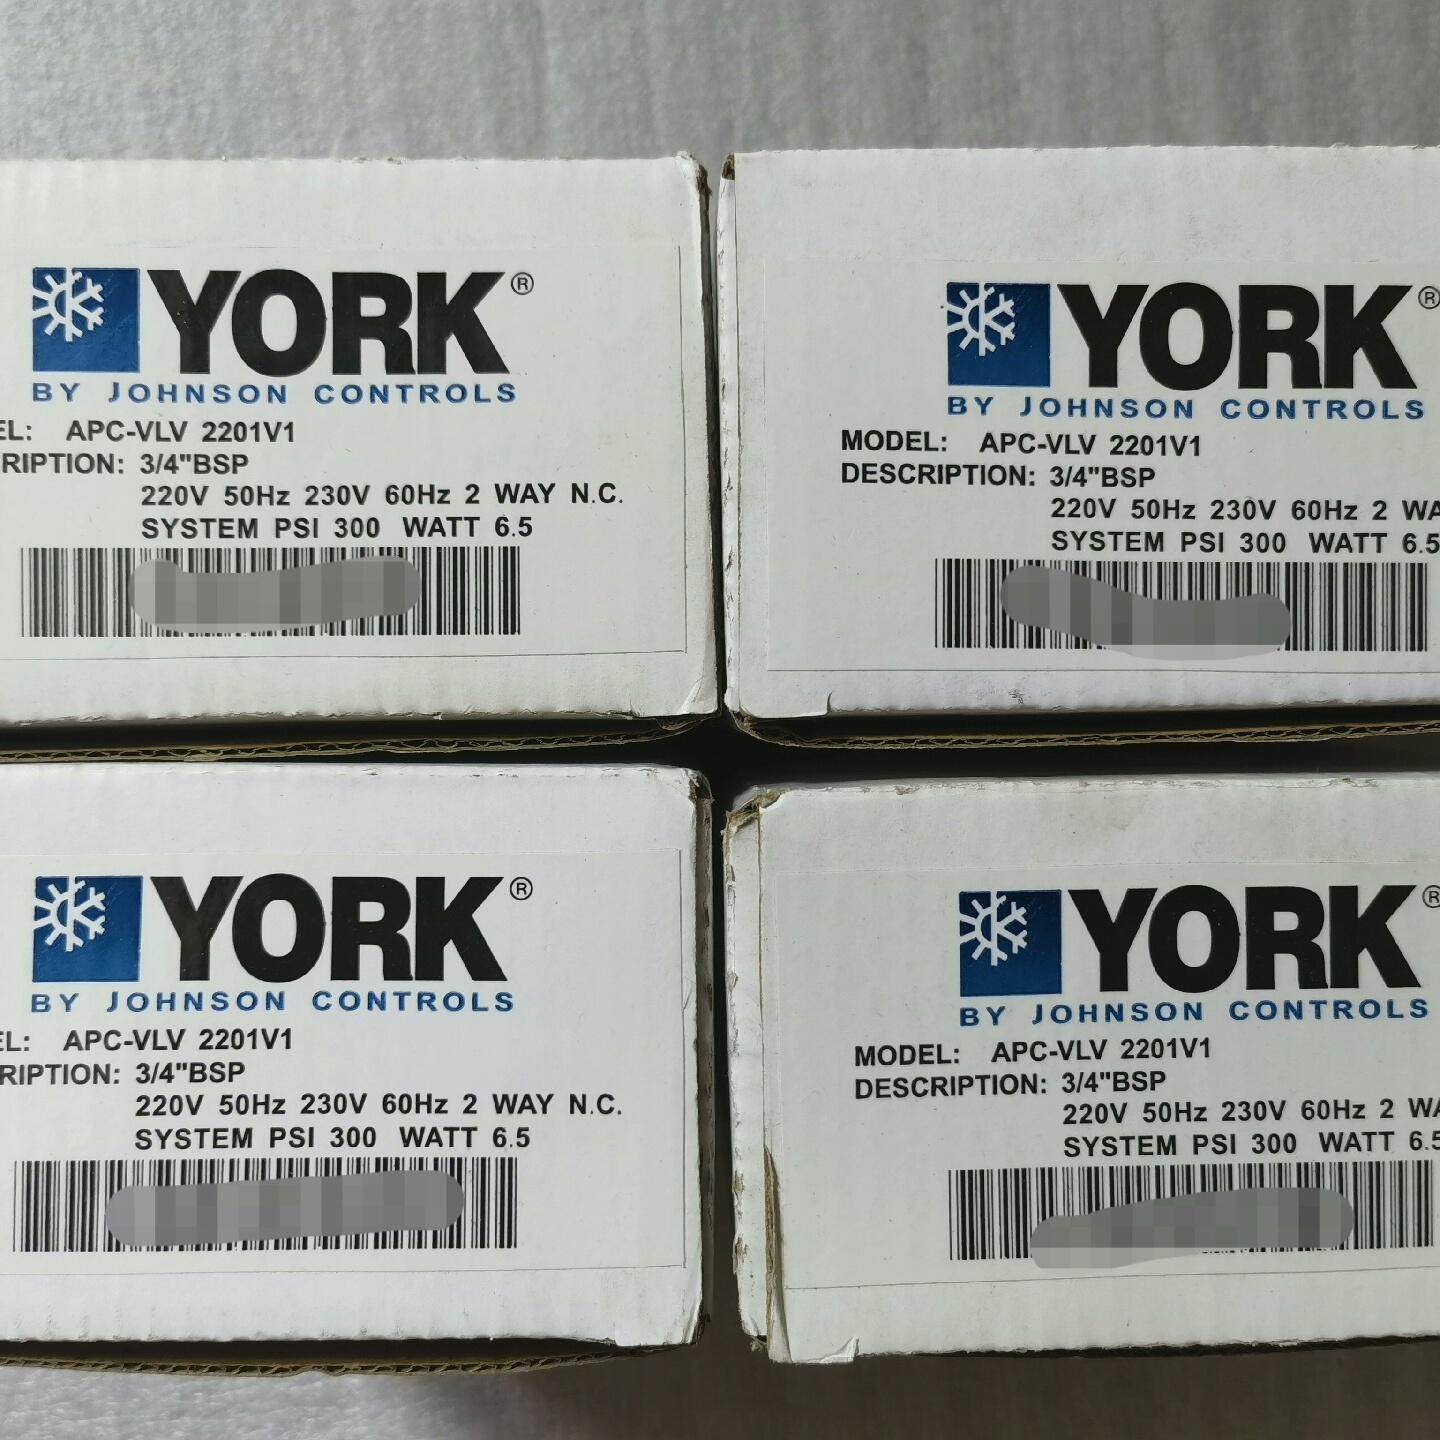 YORK®
BY JOHNSON CONTROLS
EL: APC-VLV 2201V1
RIPTION: 3/4"BSP
220V 50Hz 230V 60Hz 2 WAY N.C.
SYSTEM PSI 300 WATT 6.5
YORK®
BY JOHNSON CONTROLS
MODEL: APC-VLV 2201V1
DESCRIPTION: 3/4"BSP
220V 50Hz 230V 60Hz 2 WA
SYSTEM PSI 300 WATT 6.5
YORK®
BY JOHNSON CONTROLS
EL: APC-VLV 2201V1
RIPTION: 3/4"BSP
220V 50Hz 230V 60Hz 2 WAY N.C.
SYSTEM PSI 300 WATT 6.5
YORK®
BY JOHNSON CONTROLS
MODEL: APC-VLV 2201V1
DESCRIPTION: 3/4"BSP
220V 50Hz 230V 60Hz 2 WA
SYSTEM PSI 300 WATT 6.5